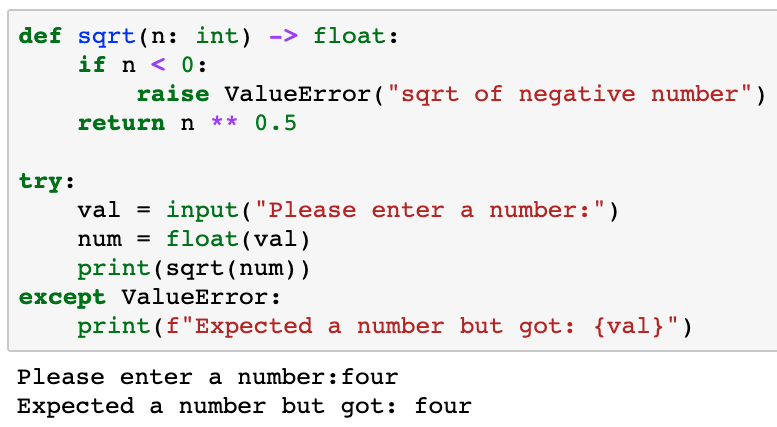 def sqrt(n: int) -> float:
    if n < 0:
        raise ValueError("sqrt of negative number")
    return n ** 0.5

try:
    val = input("Please enter a number:")
    num = float(val)
    print(sqrt(num))
except ValueError:
    print(f"Expected a number but got: {val}")
Please enter a number:four
Expected a number but got: four